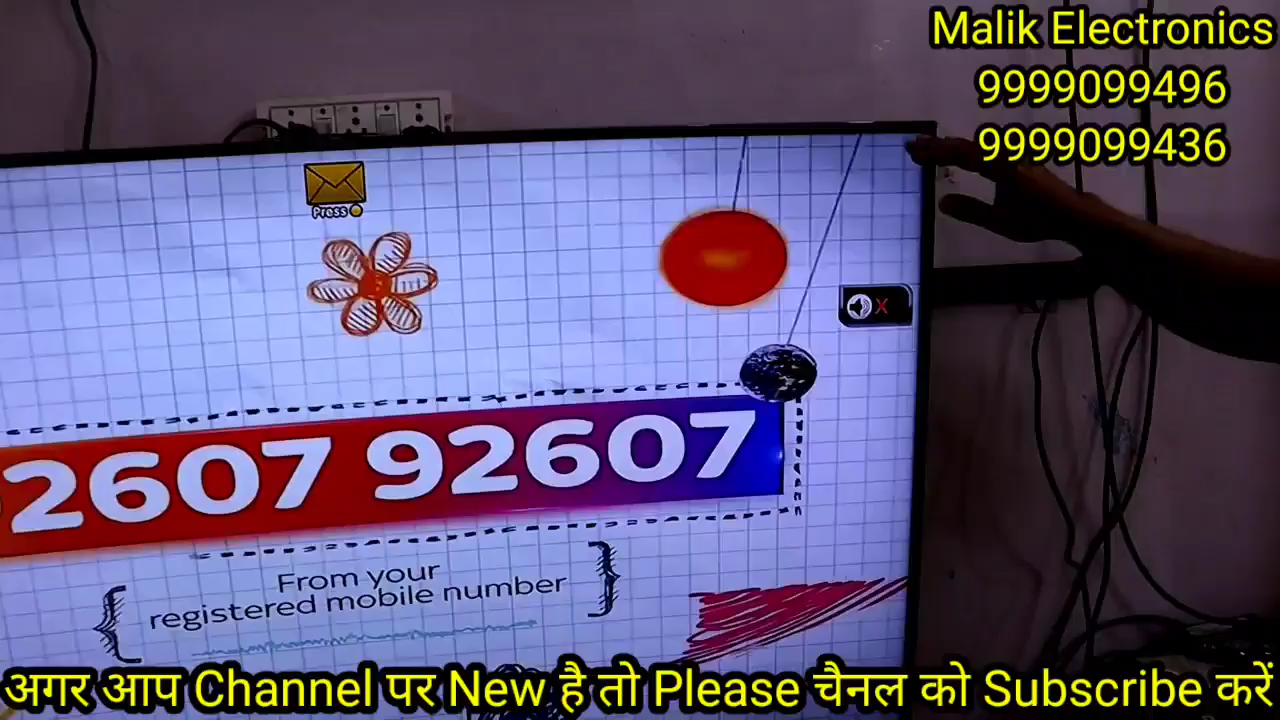 Malik Electronics
9999099496
9999099436
Press
X
2607 92607
From your
registered mobile number
अगर आप Channel पर New है तो Please चैनल को Subscribe करें